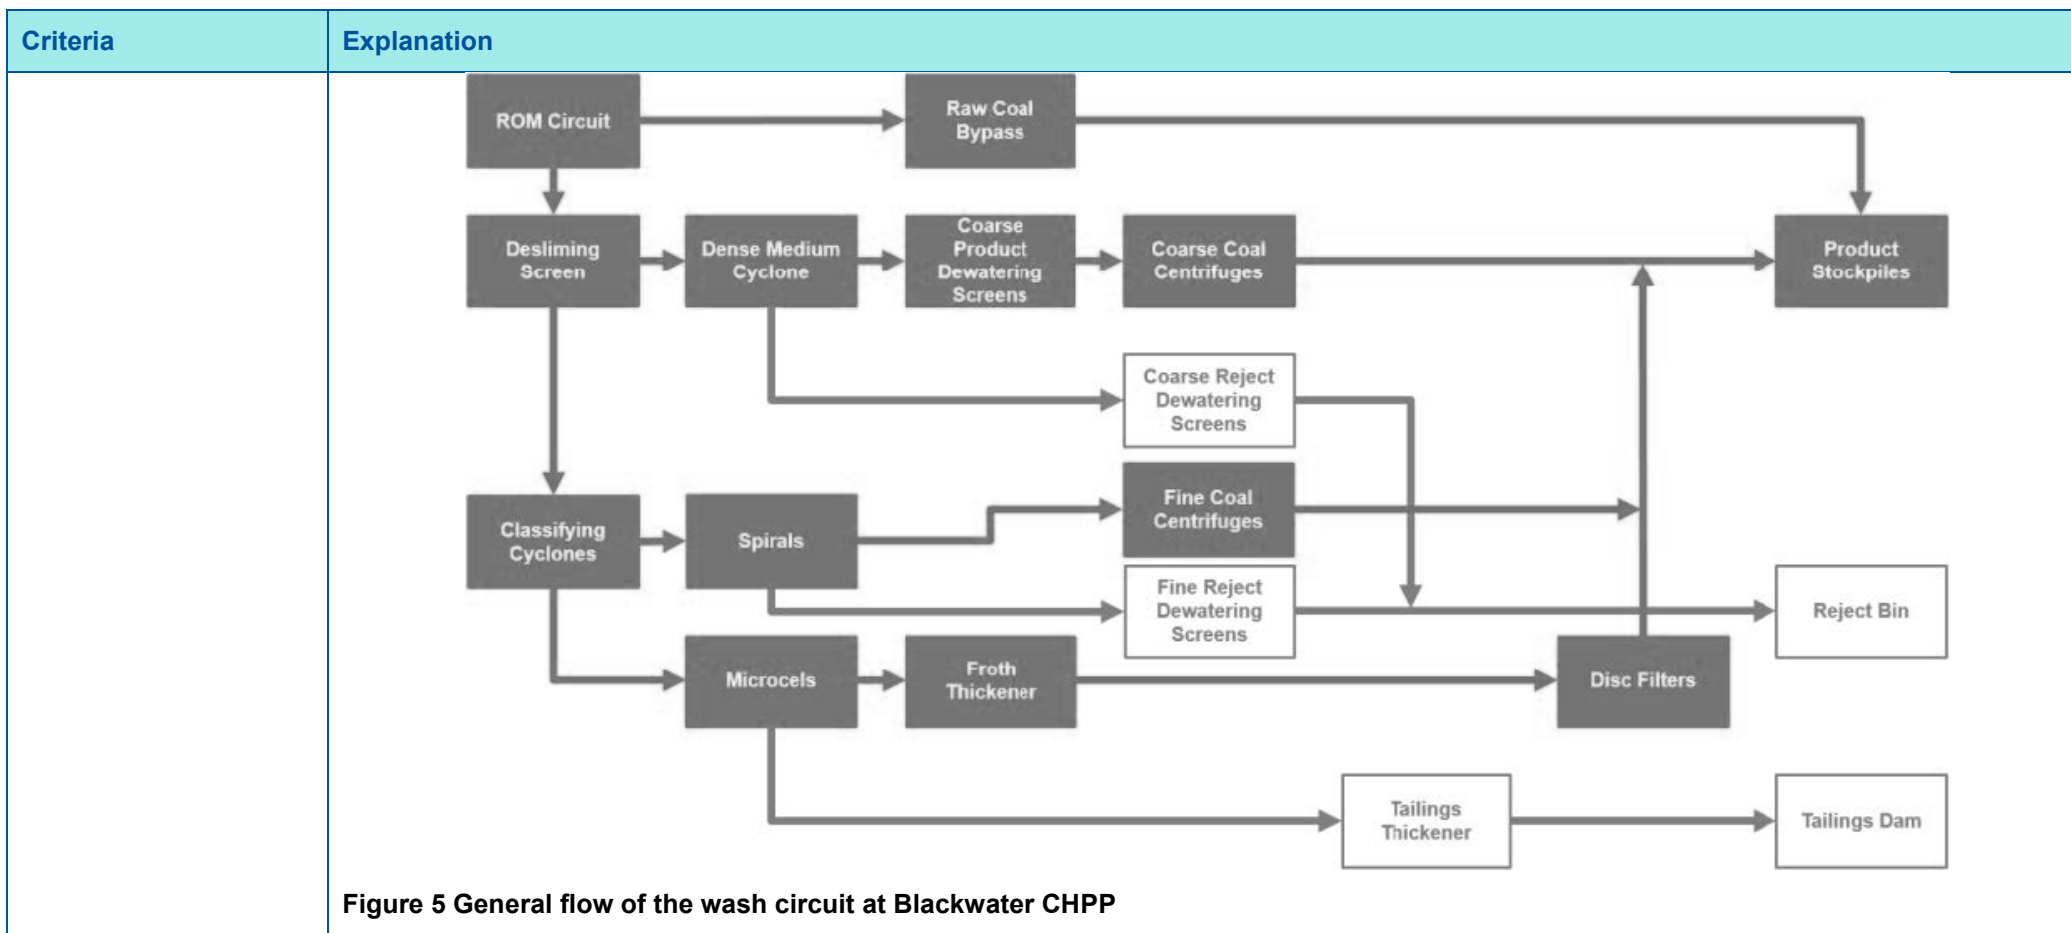 Criteria
Explanation
ROM Circuit
Raw Coal
Bypass
Desliming
Screen
Dense Medium
Cyclone
Coarse
Product
Dewatering
Screens
Coarse Coal
Centrifuges
Product
Stockpiles
Coarse Reject
Dewatering
Screens
Classifying
Cyclones
Spirals
Fine Coal
Centrifuges
Fine Reject
Dewatering
Screens
Reject Bin
Microcels
Froth
Thickener
Disc Filters
Tailings
Thickener
Tailings Dam
Figure 5 General flow of the wash circuit at Blackwater CHPP